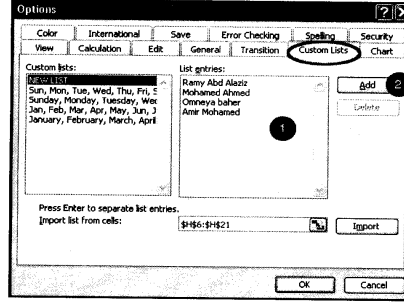 Options
Color International Save Error Checking Spelling Security
View Calculation Edit General Transition Custom Lists Chart
Custom lists:
NEW LIST
Sun, Mon, Tue, Wed, Thu, Fri, S
Sunday, Monday, Tuesday, Wed
Jan, Feb, Mar, Apr, May, Jun, J
January, February, March, April
List entries:
Ramy Abd Alaziz
Mohamed Ahmed
Omneya baher
Amir Mohamed
1
Add 2
Delete
Press Enter to separate list entries.
Import list from cells: $H$6:$H$21 Import
OK Cancel